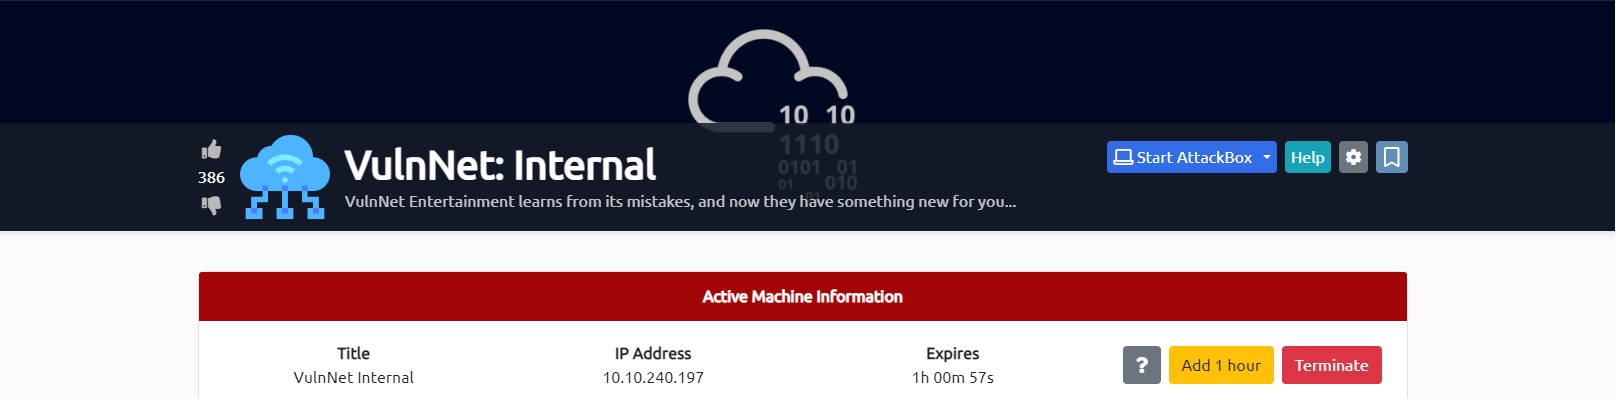 10 10
1110
0101 01
01 010
01
386
VulnNet: Internal
VulnNet Entertainment learns from its mistakes, and now they have something new for you...
Start AttackBox
Help
Active Machine Information
Title
IP Address
Expires
VulnNet Internal
10.10.240.197
1h 00m 57s
?
Add 1 hour
Terminate